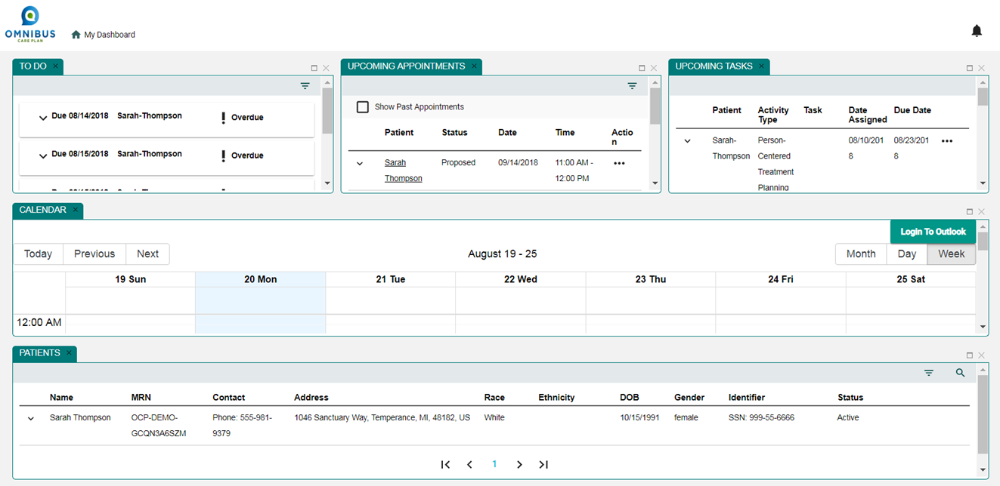 OMNIBUS
CARE PLAN
My Dashboard
TO DO
Due 08/14/2018 Sarah-Thompson Overdue
Due 08/15/2018 Sarah-Thompson Overdue
UPCOMING APPOINTMENTS
Show Past Appointments
Patient Status Date Time Actio
n
Sarah Proposed 09/14/2018 11:00 AM -
Thompson 12:00 PM
UPCOMING TASKS
Patient Activity Task Date Due Date
Type Assigned
Sarah- Person- 08/10/201 08/23/201
Thompson Centered 8 8
Treatment
Planning
CALENDAR
Login To Outlook
Today Previous Next August 19 - 25 Month Day Week
19 Sun 20 Mon 21 Tue 22 Wed 23 Thu 24 Fri 25 Sat
12:00 AM
PATIENTS
Name MRN Contact Address Race Ethnicity DOB Gender Identifier Status
Sarah Thompson OCP-DEMO- Phone: 555-981- 1046 Sanctuary Way, Temperance, MI, 48182, US White 10/15/1991 female SSN: 999-55-6666 Active
GCQN3A6SZM 9379
1